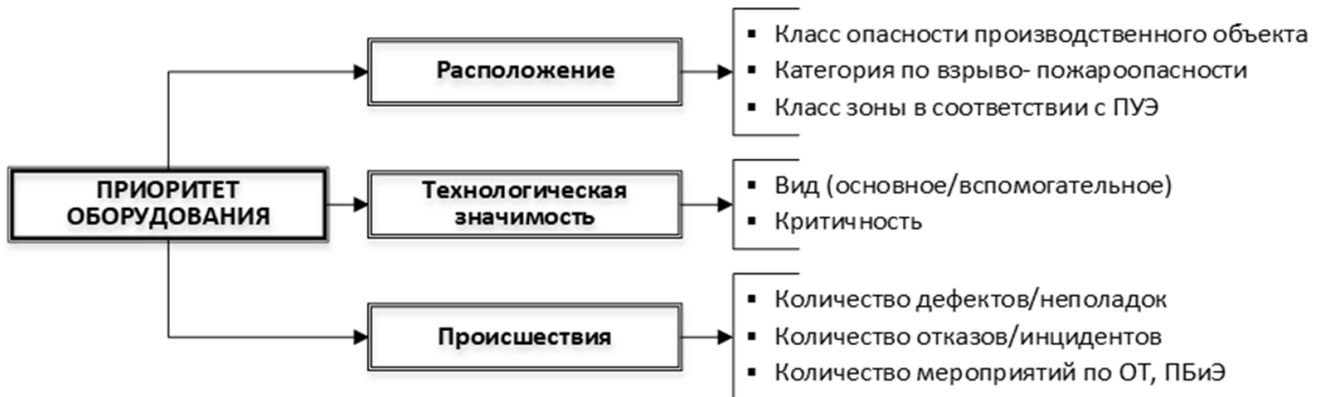 ПРИОРИТЕТ
ОБОРУДОВАНИЯ
Расположение
▪ Класс опасности производственного объекта
▪ Категория по взрыво- пожароопасности
▪ Класс зоны в соответствии с ПУЭ
Технологическая
значимость
▪ Вид (основное/вспомогательное)
▪ Критичность
Происшествия
▪ Количество дефектов/неполадок
▪ Количество отказов/инцидентов
▪ Количество мероприятий по ОТ, ПБиЭ